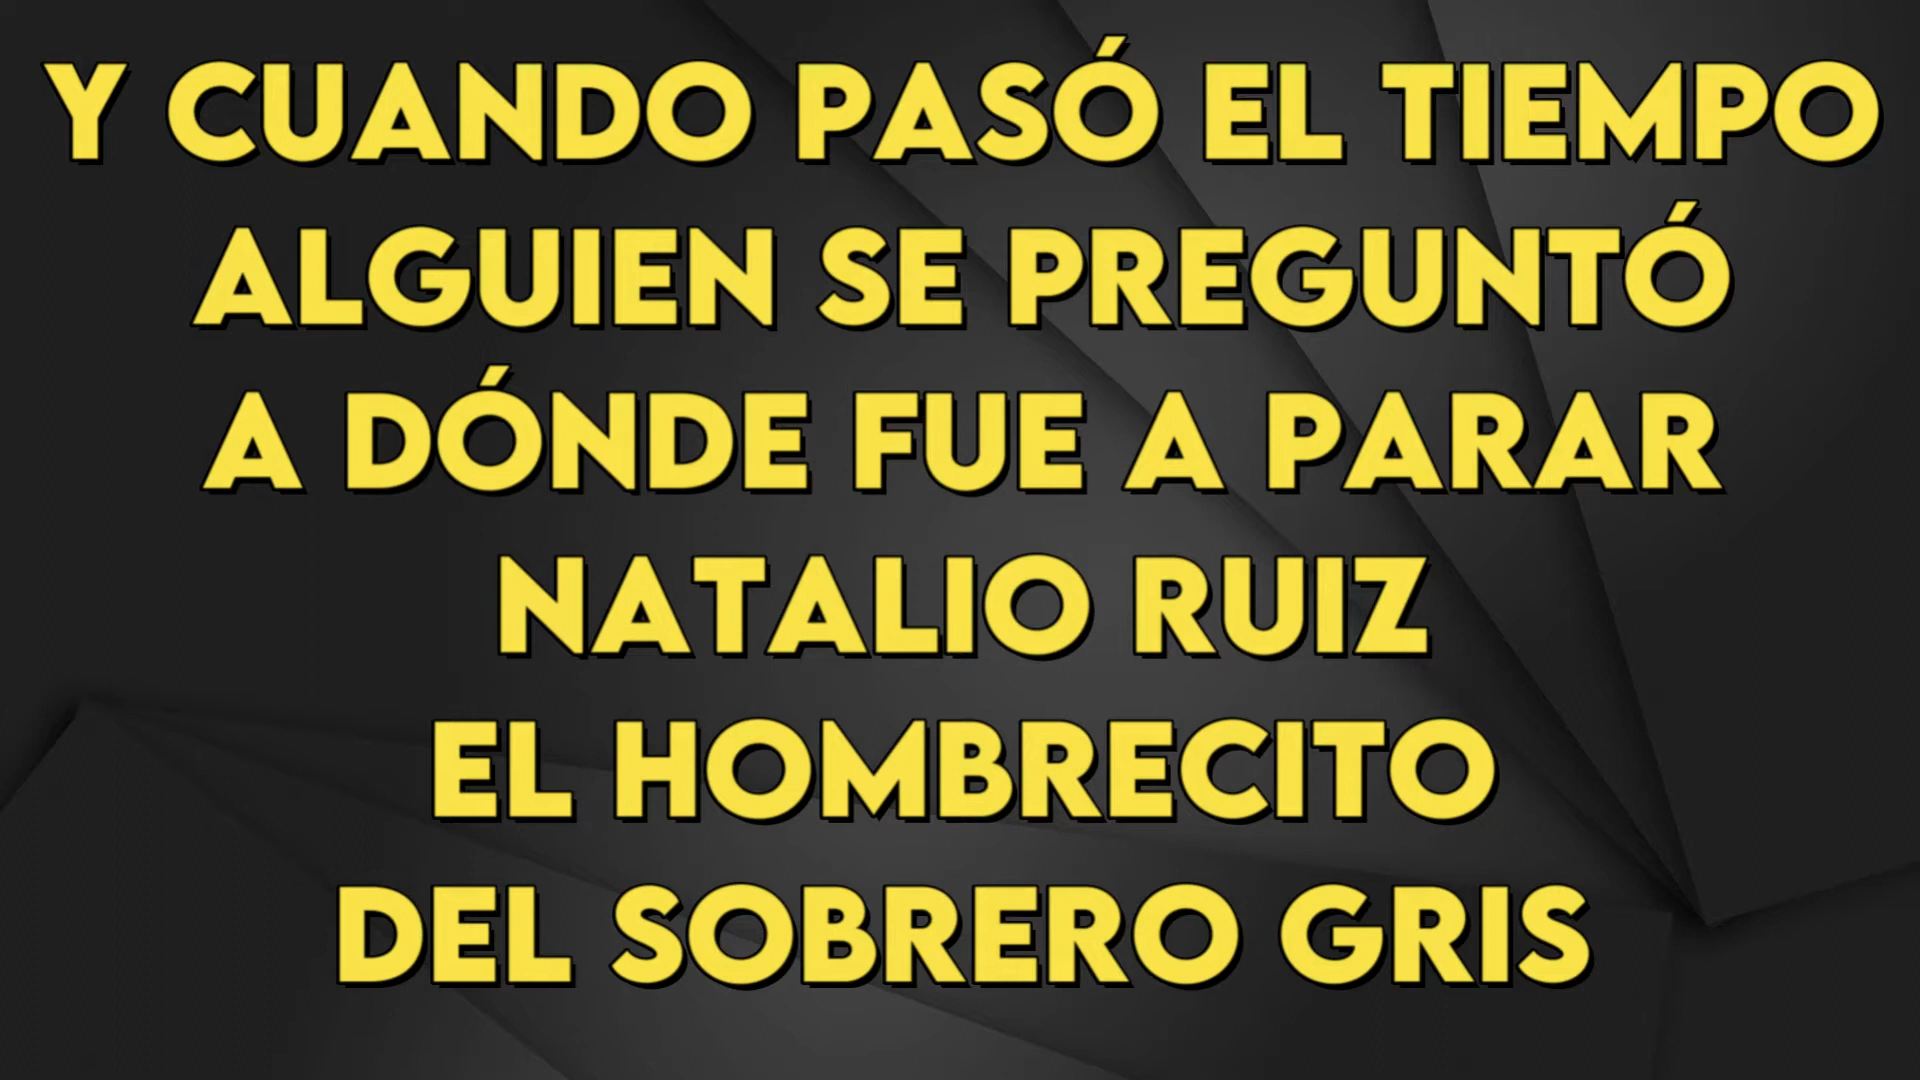 Y CUANDO PASÓ EL TIEMPO
ALGUIEN SE PREGUNTÓ
A DÓNDE FUE A PARAR
NATALIO RUIZ
EL HOMBRECITO
DEL SOBRERO GRIS